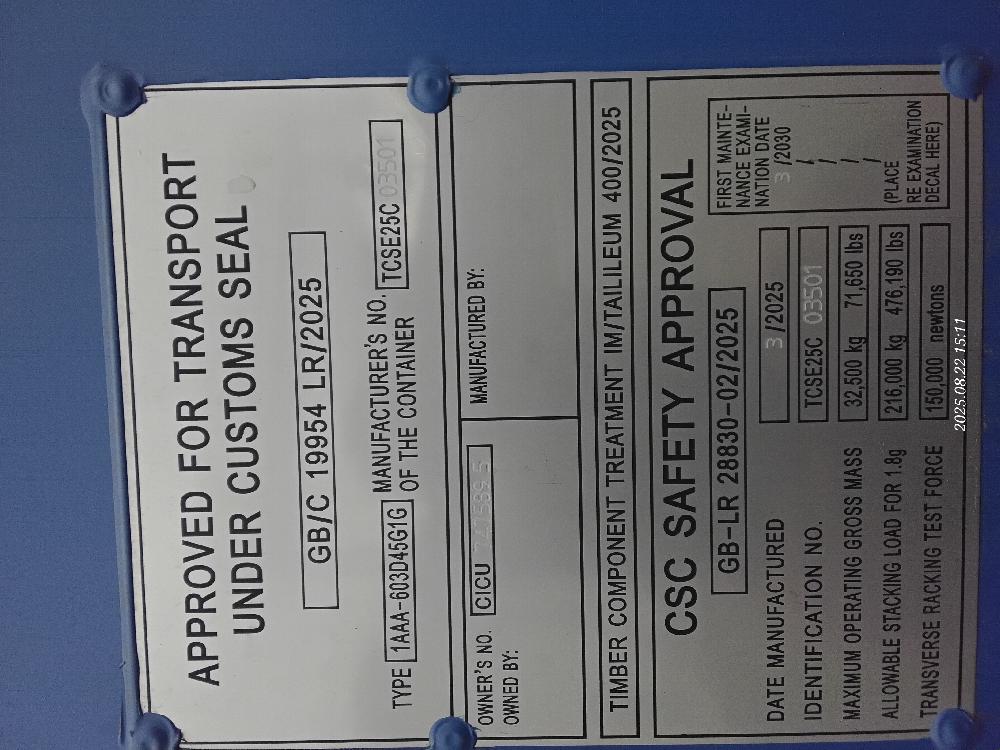 APPROVED FOR TRANSPORT
UNDER CUSTOMS SEAL
GB/C 19954 LR/2025
TYPE 1AAA-603D45G1G MANUFACTURER'S NO. OF THE CONTAINER TCSE25C 03501
OWNER'S NO. CICU
OWNED BY:
MANUFACTURED BY:
TIMBER COMPONENT TREATMENT IM/TAILILEUM 400/2025
CSC SAFETY APPROVAL
GB-LR 28830-02/2025
DATE MANUFACTURED 3 /2025
IDENTIFICATION NO. TCSE25C 03501
MAXIMUM OPERATING GROSS MASS 32,500 kg 71,650 lbs
ALLOWABLE STACKING LOAD FOR 1.8g 216,000 kg 476,190 lbs
TRANSVERSE RACKING TEST FORCE 150,000 newtons
FIRST MAINTE-
NANCE EXAMI-
NATION DATE
3 /2030
/
/
/
/
(PLACE
RE EXAMINATION
DECAL HERE)
2025.08.22 15:11